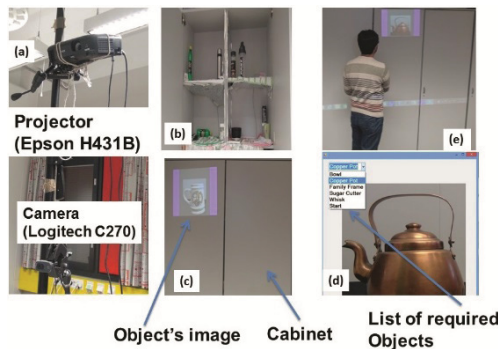 (a)
Projector
(Epson H431B)
Camera
(Logitech C270)
(b)
(c)
(e)
Copper Pot
Bowl
Copper Pot
Family Frame
Sugar Cutter
Whisk
Start
(d)
Object's image
Cabinet
List of required
Objects